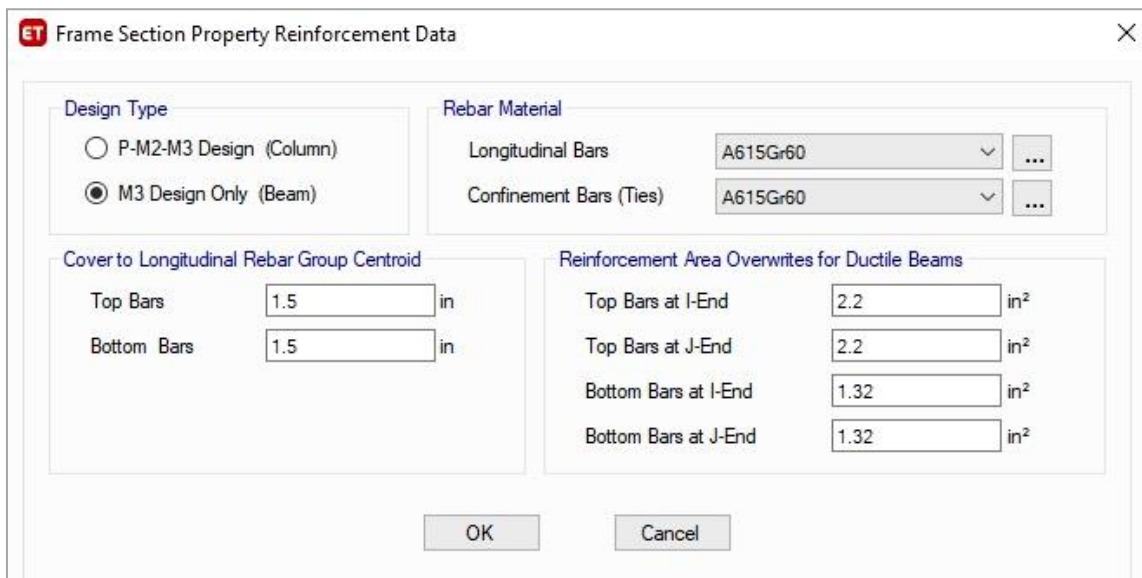 ET Frame Section Property Reinforcement Data
Design Type
P-M2-M3 Design (Column)
M3 Design Only (Beam)
Rebar Material
Longitudinal Bars A615Gr60 ...
Confinement Bars (Ties) A615Gr60 ...
Cover to Longitudinal Rebar Group Centroid
Top Bars 1.5 in
Bottom Bars 1.5 in
Reinforcement Area Overwrites for Ductile Beams
Top Bars at I-End 2.2 in²
Top Bars at J-End 2.2 in²
Bottom Bars at I-End 1.32 in²
Bottom Bars at J-End 1.32 in²
OK Cancel